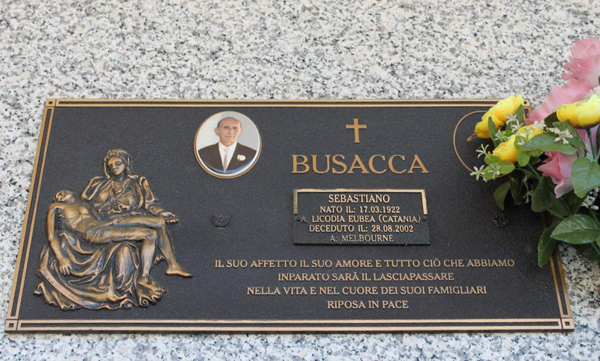 BUSACCA
SEBASTIANO
NATO IL: 17.03.1922
A: LICODIA EUBEA (CATANIA)
DECEDUTO IL: 28.08.2002
A: MELBOURNE
IL SUO AFFETTO IL SUO AMORE E TUTTO CIÒ CHE ABBIAMO
INPARATO SARÀ IL LASCIAPASSARE
NELLA VITA E NEL CUORE DEI SUOI FAMIGLIARI
RIPOSA IN PACE